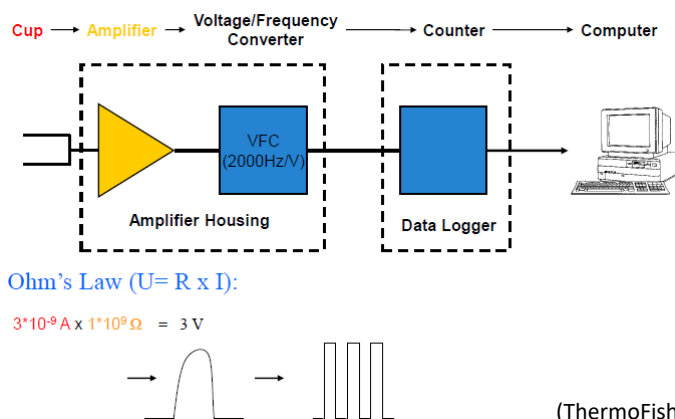 Cup Amplifier Voltage/Frequency Converter Counter Computer
VFC
(2000Hz/V)
Amplifier Housing
Data Logger
Ohm's Law (U= R x I):
3*10-9 A x 1*109 Ω = 3 V
(ThermoFish